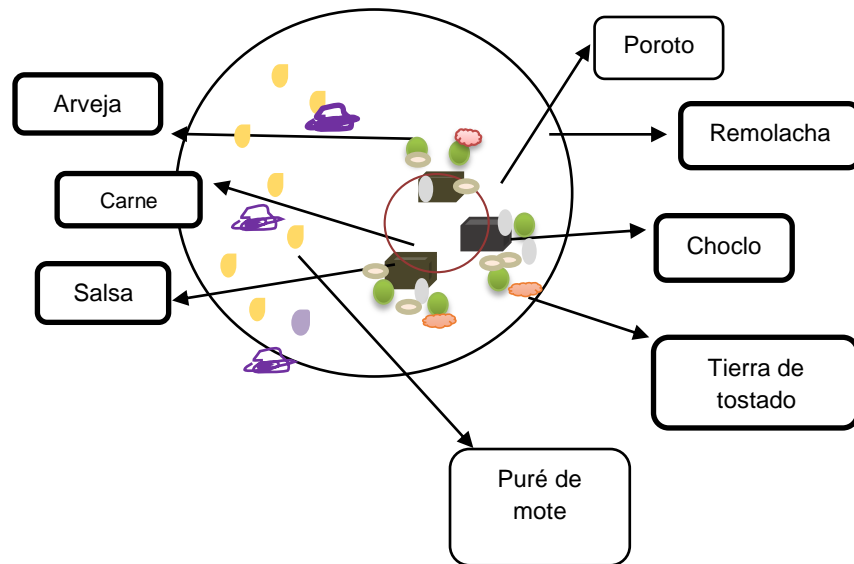 Poroto
Arveja
Remolacha
Carne
Choclo
Salsa
Tierra de
tostado
Puré de
mote